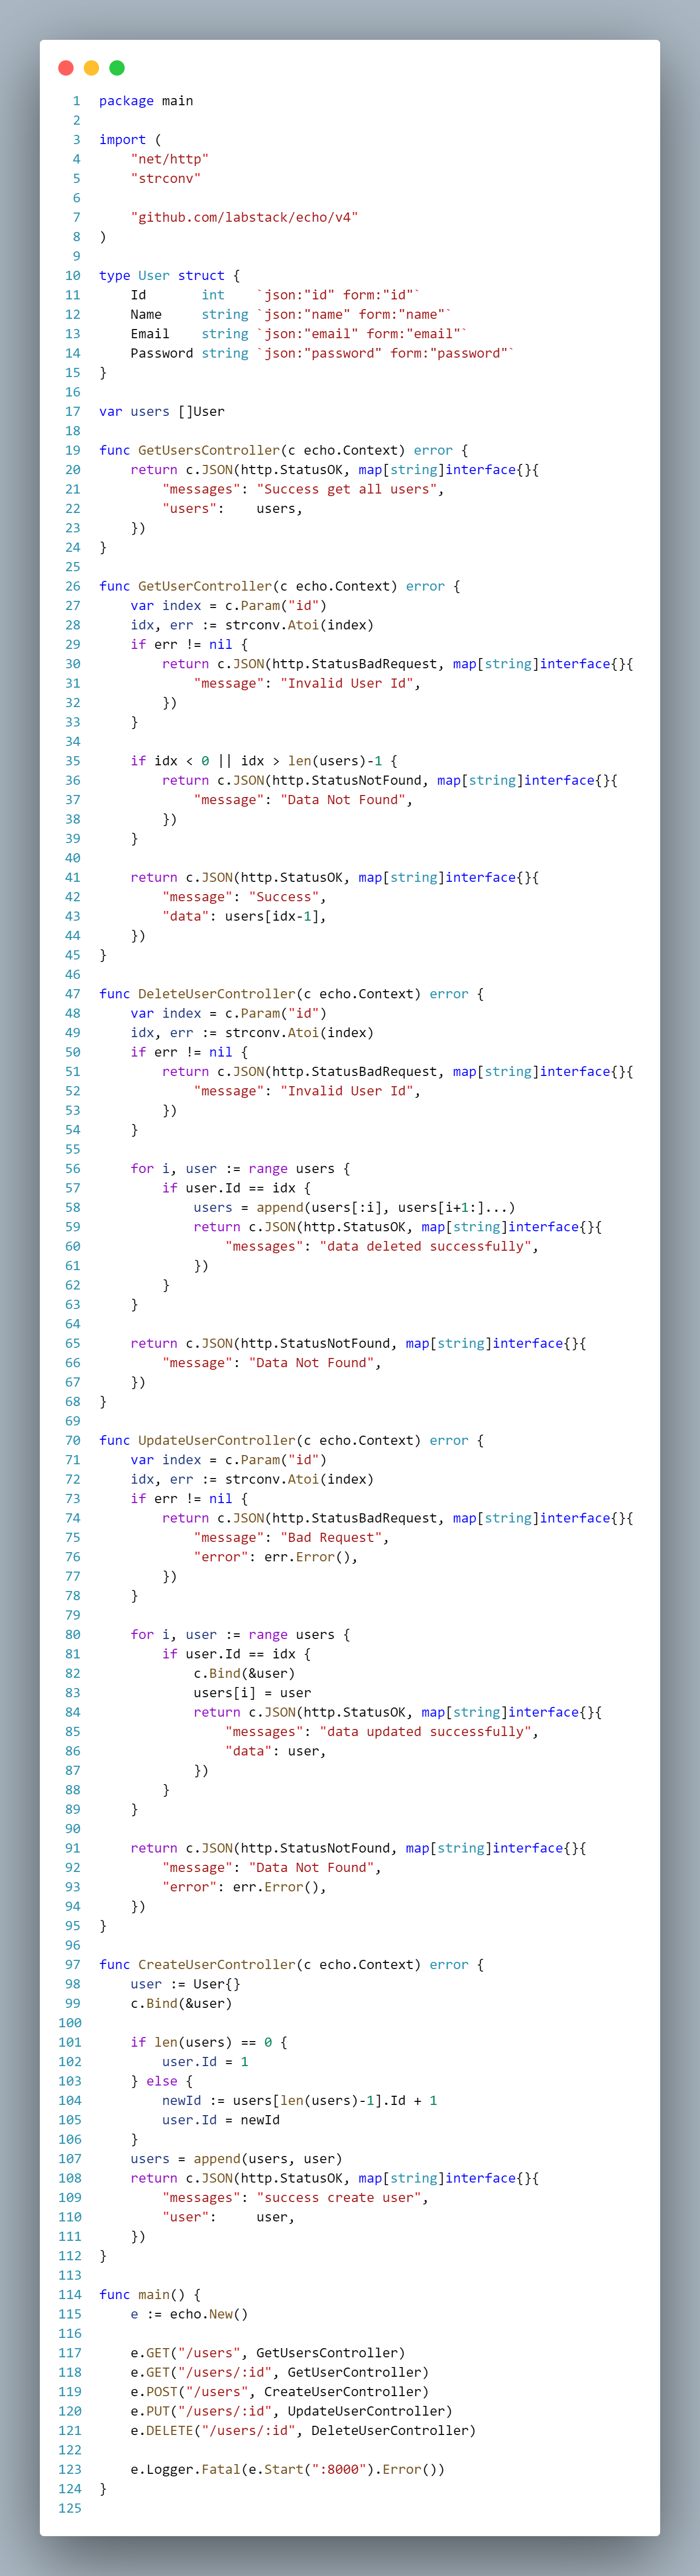 1 package main
2
3 import (
4     "net/http"
5     "strconv"
6
7     "github.com/labstack/echo/v4"
8 )
9
10 type User struct {
11     Id       int    `json:"id" form:"id"`
12     Name     string `json:"name" form:"name"`
13     Email    string `json:"email" form:"email"`
14     Password string `json:"password" form:"password"`
15 }
16
17 var users []User
18
19 func GetUsersController(c echo.Context) error {
20     return c.JSON(http.StatusOK, map[string]interface{}{
21         "messages": "Success get all users",
22         "users":    users,
23     })
24 }
25
26 func GetUserController(c echo.Context) error {
27     var index = c.Param("id")
28     idx, err := strconv.Atoi(index)
29     if err != nil {
30         return c.JSON(http.StatusBadRequest, map[string]interface{}{
31             "message": "Invalid User Id",
32         })
33     }
34
35     if idx < 0 || idx > len(users)-1 {
36         return c.JSON(http.StatusNotFound, map[string]interface{}{
37             "message": "Data Not Found",
38         })
39     }
40
41     return c.JSON(http.StatusOK, map[string]interface{}{
42         "message": "Success",
43         "data": users[idx-1],
44     })
45 }
46
47 func DeleteUserController(c echo.Context) error {
48     var index = c.Param("id")
49     idx, err := strconv.Atoi(index)
50     if err != nil {
51         return c.JSON(http.StatusBadRequest, map[string]interface{}{
52             "message": "Invalid User Id",
53         })
54     }
55
56     for i, user := range users {
57         if user.Id == idx {
58             users = append(users[:i], users[i+1:]...)
59             return c.JSON(http.StatusOK, map[string]interface{}{
60                 "messages": "data deleted successfully",
61             })
62         }
63     }
64
65     return c.JSON(http.StatusNotFound, map[string]interface{}{
66         "message": "Data Not Found",
67     })
68 }
69
70 func UpdateUserController(c echo.Context) error {
71     var index = c.Param("id")
72     idx, err := strconv.Atoi(index)
73     if err != nil {
74         return c.JSON(http.StatusBadRequest, map[string]interface{}{
75             "message": "Bad Request",
76             "error": err.Error(),
77         })
78     }
79
80     for i, user := range users {
81         if user.Id == idx {
82             c.Bind(&user)
83             users[i] = user
84             return c.JSON(http.StatusOK, map[string]interface{}{
85                 "messages": "data updated successfully",
86                 "data": user,
87             })
88         }
89     }
90
91     return c.JSON(http.StatusNotFound, map[string]interface{}{
92         "message": "Data Not Found",
93         "error": err.Error(),
94     })
95 }
96
97 func CreateUserController(c echo.Context) error {
98     user := User{}
99     c.Bind(&user)
100
101     if len(users) == 0 {
102         user.Id = 1
103     } else {
104         newId := users[len(users)-1].Id + 1
105         user.Id = newId
106     }
107     users = append(users, user)
108     return c.JSON(http.StatusOK, map[string]interface{}{
109         "messages": "success create user",
110         "user":     user,
111     })
112 }
113
114 func main() {
115     e := echo.New()
116
117     e.GET("/users", GetUsersController)
118     e.GET("/users/:id", GetUserController)
119     e.POST("/users", CreateUserController)
120     e.PUT("/users/:id", UpdateUserController)
121     e.DELETE("/users/:id", DeleteUserController)
122
123     e.Logger.Fatal(e.Start(":8000").Error())
124 }
125